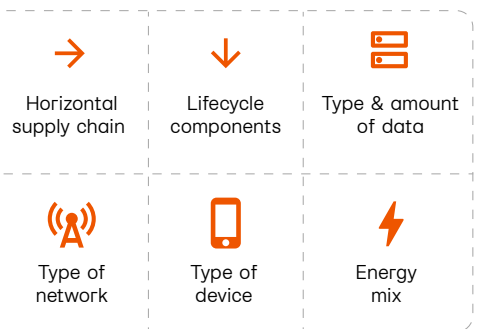 Horizontal
supply chain
Lifecycle
components
Type & amount
of data
Type of
network
Type of
device
Energy
mix